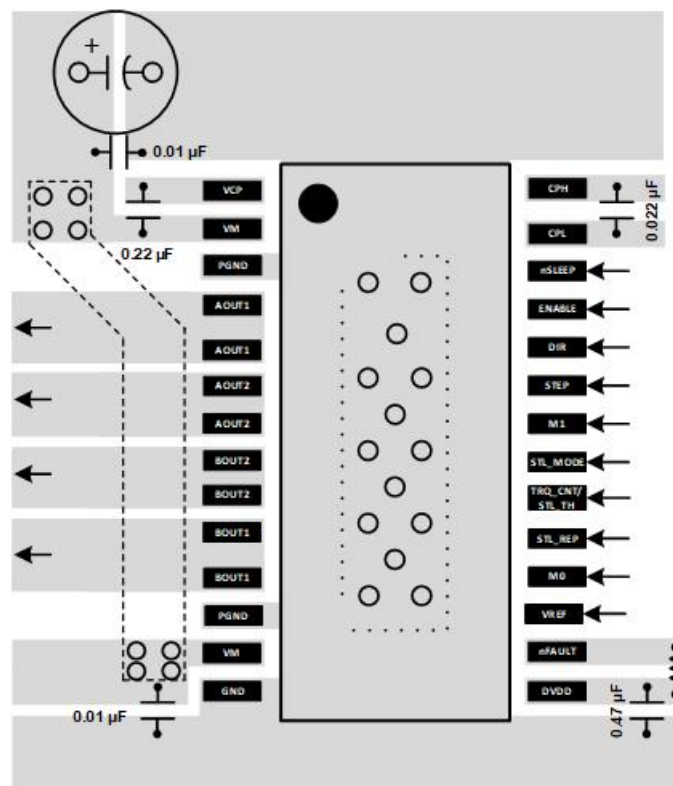 +
0.01 µF
VCP
CPH
0.022 µF
VM
CPL
0.22 µF
PGND
nSLEEP
AOUT1
ENABLE
AOUT1
DIR
AOUT2
STEP
AOUT2
M1
BOUT2
STL_MODE
BOUT2
TRQ_CNT/
STL_TH
BOUT1
STL_REP
BOUT1
M0
PGND
VREF
VM
nFAULT
GND
DVDD
0.01 µF
0.47 µF